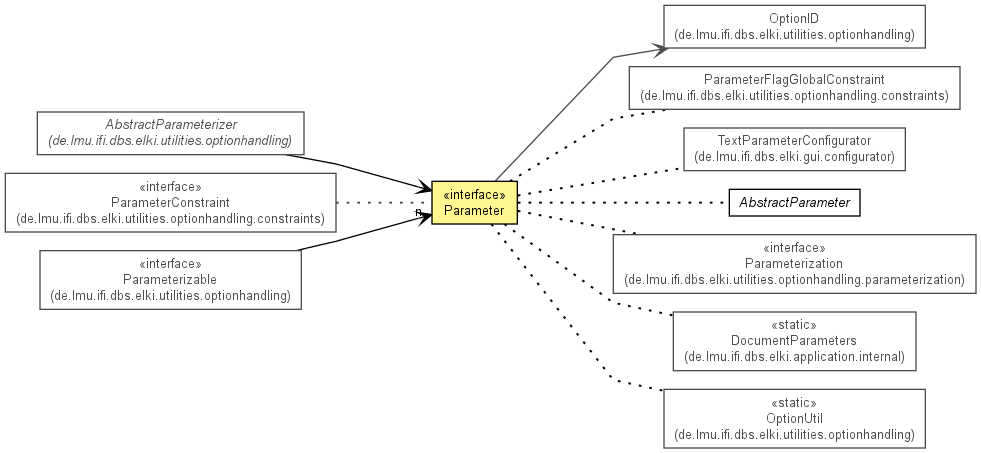 OptionID
(de.lmu.ifi.dbs.elki.utilities.optionhandling)
ParameterFlagGlobalConstraint
(de.lmu.ifi.dbs.elki.utilities.optionhandling.constraints)
AbstractParameterizer
(de.lmu.ifi.dbs.elki.utilities.optionhandling)
TextParameterConfigurator
(de.lmu.ifi.dbs.elki.gui.configurator)
«interface»
ParameterConstraint
(de.lmu.ifi.dbs.elki.utilities.optionhandling.constraints)
«interface»
Parameter
n
AbstractParameter
«interface»
Parameterizable
(de.lmu.ifi.dbs.elki.utilities.optionhandling)
«interface»
Parameterization
(de.lmu.ifi.dbs.elki.utilities.optionhandling.parameterization)
«static»
DocumentParameters
(de.lmu.ifi.dbs.elki.application.internal)
«static»
OptionUtil
(de.lmu.ifi.dbs.elki.utilities.optionhandling)